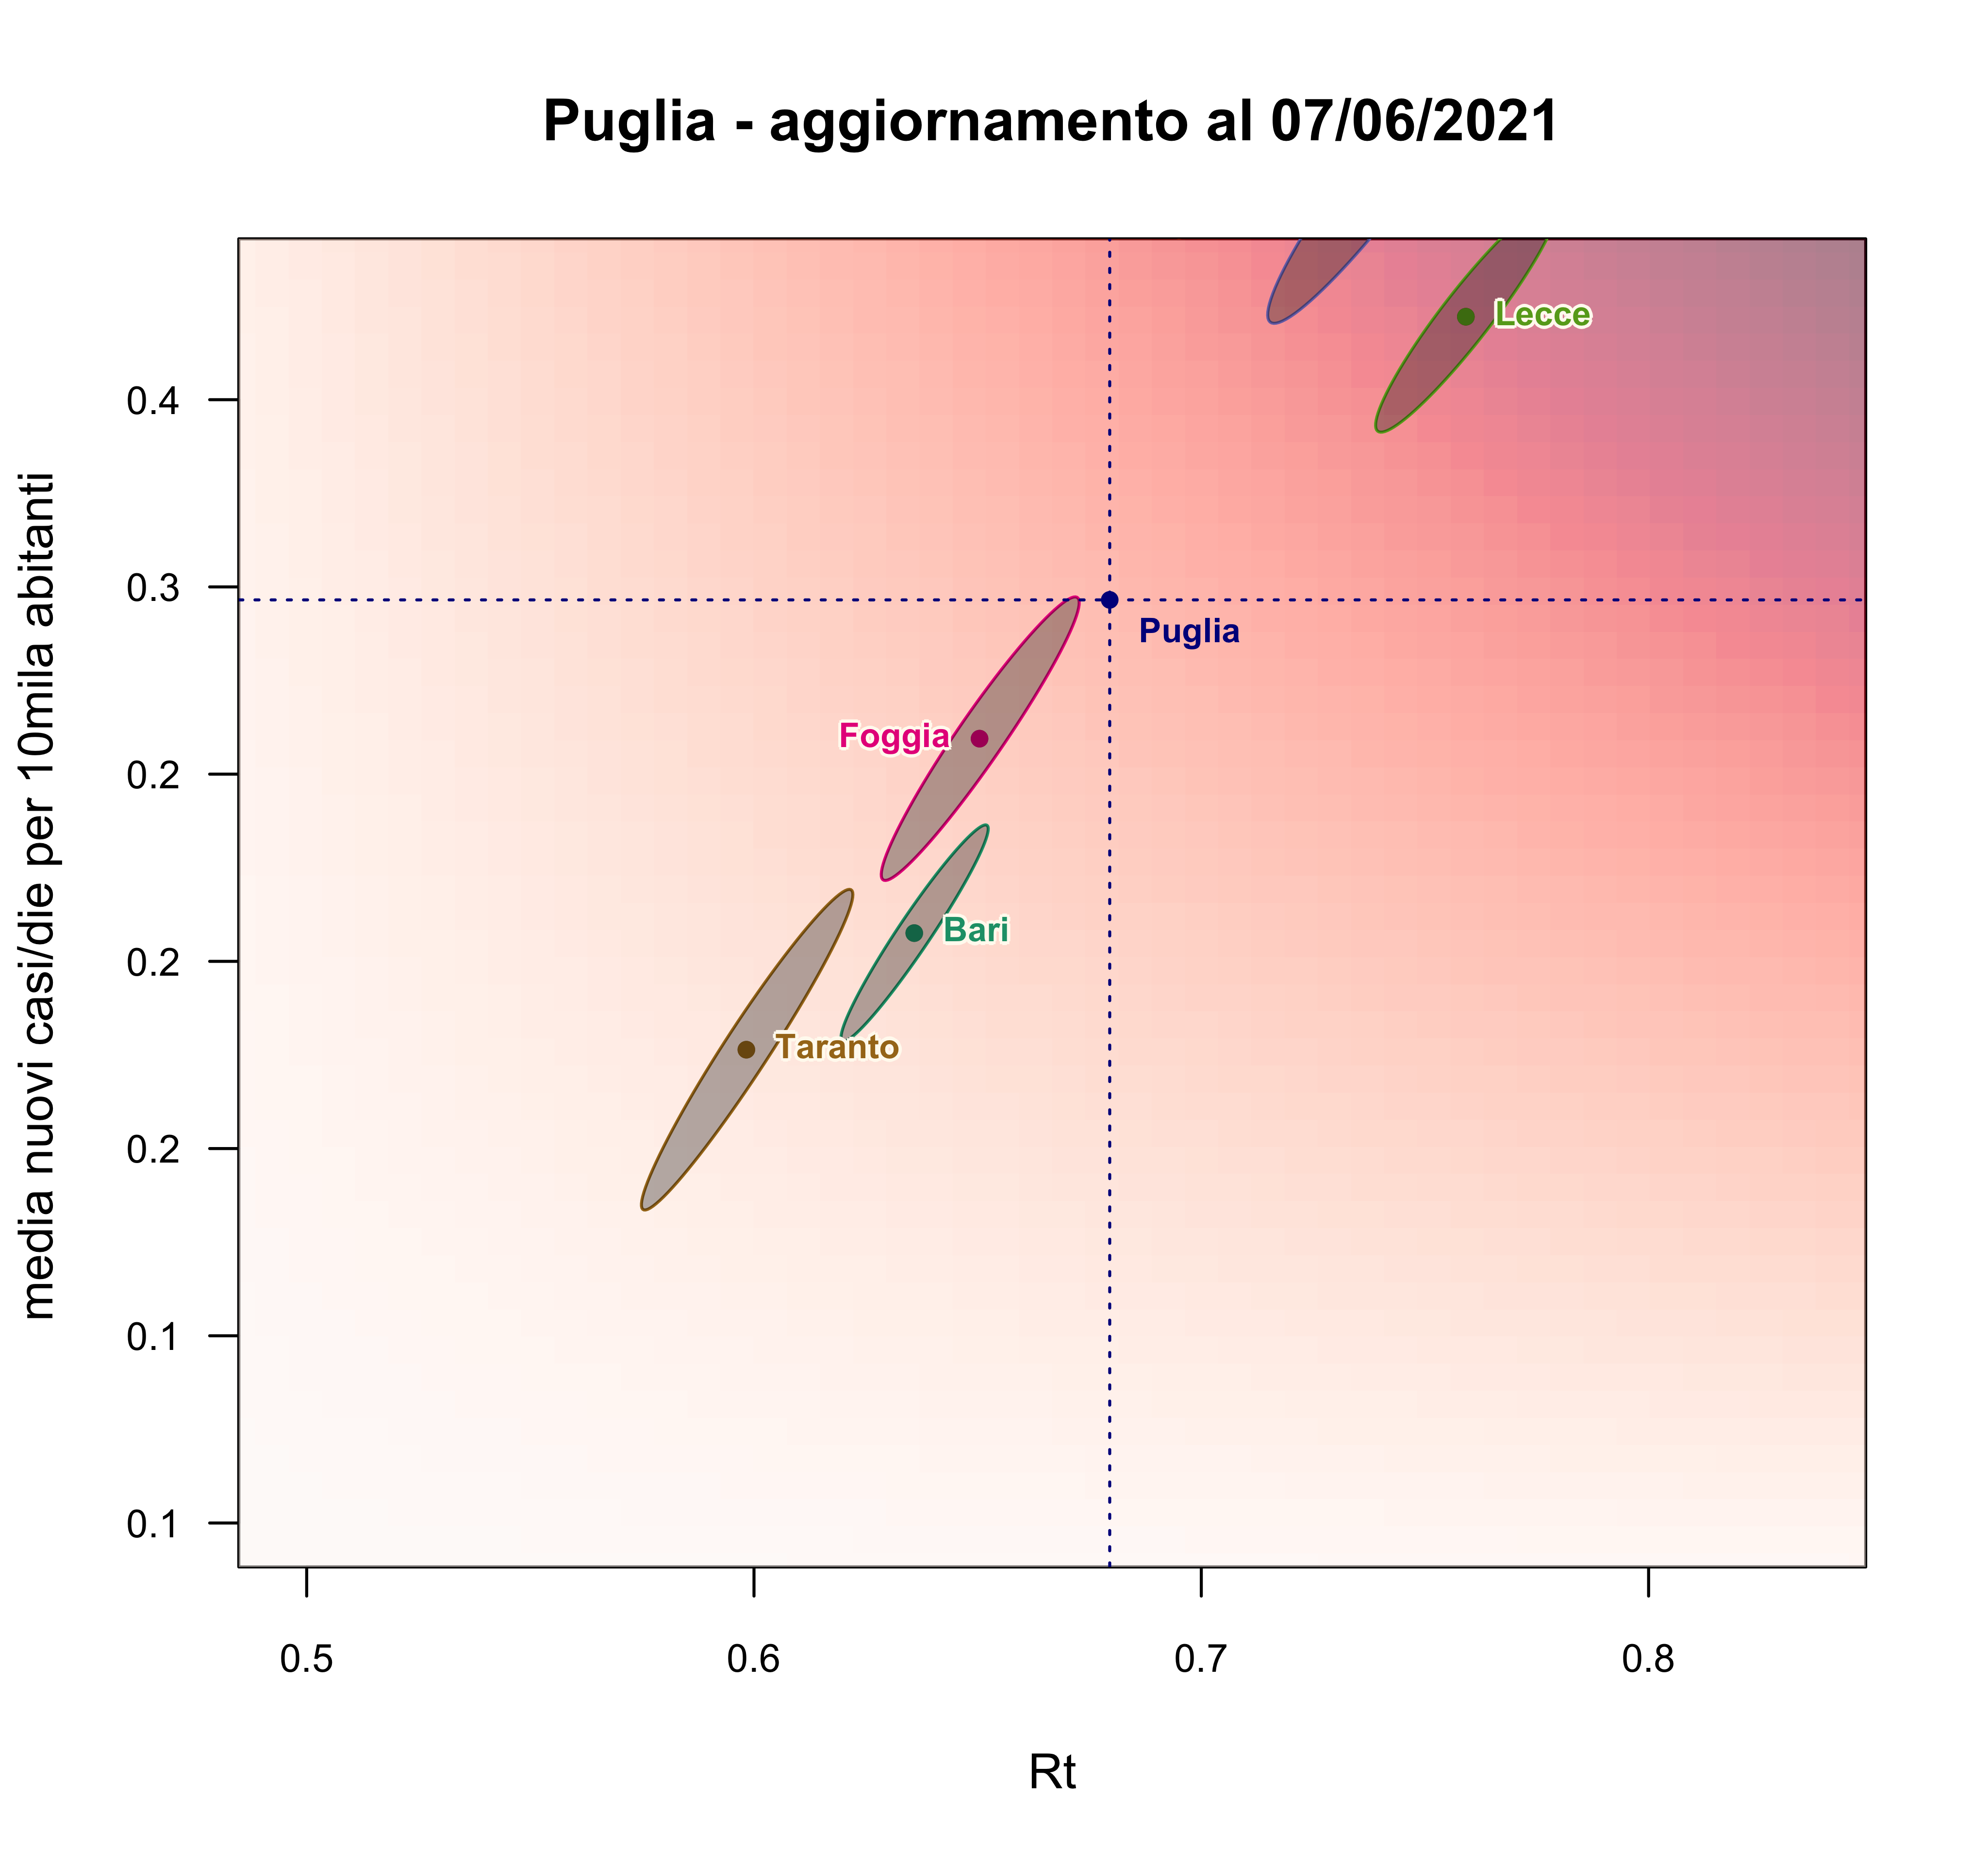 Puglia - aggiornamento al 07/06/2021
media nuovi casi/die per 10mila abitanti
0.4
0.3
0.2
0.2
0.2
0.1
0.1
Lecce
Puglia
Foggia
Bari
Taranto
0.5 0.6 0.7 0.8
Rt